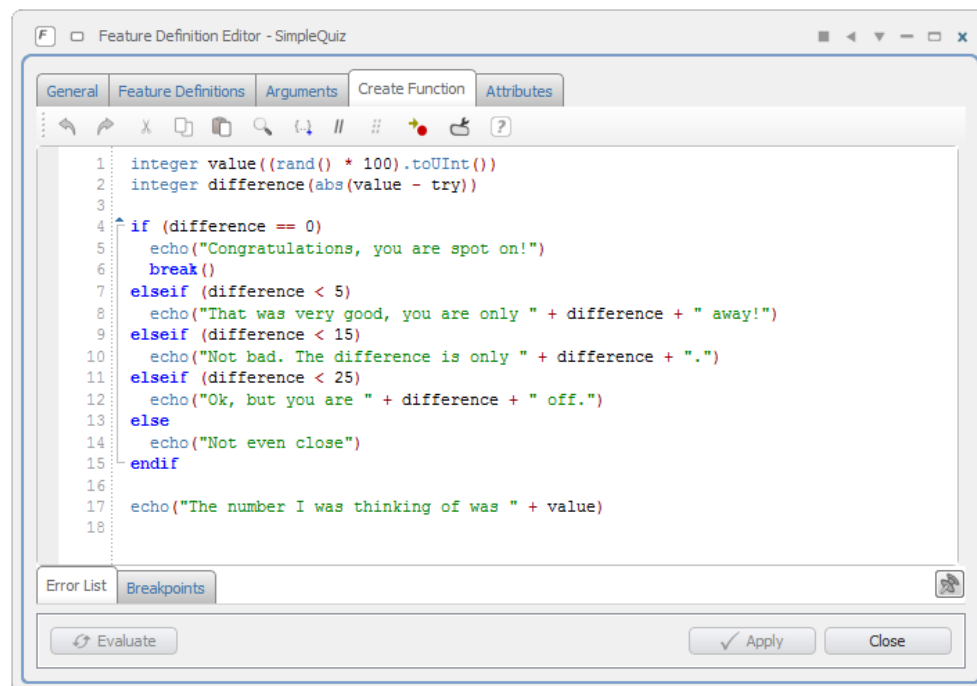 F Feature Definition Editor - SimpleQuiz
General Feature Definitions Arguments Create Function Attributes
{..} // // ?
1 integer value((rand() * 100).toUInt())
2 integer difference(abs(value - try))
3
4 if (difference == 0)
5 echo("Congratulations, you are spot on!")
6 break()
7 elseif (difference < 5)
8 echo("That was very good, you are only " + difference + " away!")
9 elseif (difference < 15)
10 echo("Not bad. The difference is only " + difference + ".")
11 elseif (difference < 25)
12 echo("Ok, but you are " + difference + " off.")
13 else
14 echo("Not even close")
15 endif
16
17 echo("The number I was thinking of was " + value)
18
Error List Breakpoints
Evaluate Apply Close